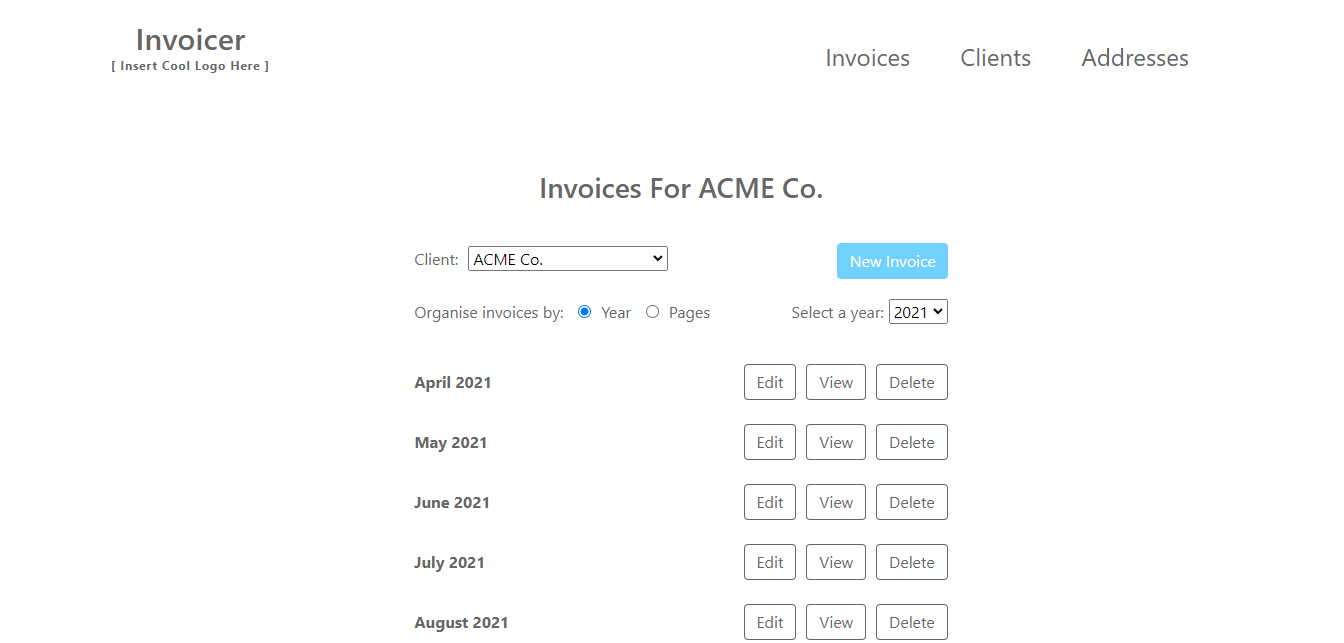 Invoicer
[ Insert Cool Logo Here ]
Invoices Clients Addresses
Invoices For ACME Co.
Client: ACME Co. New Invoice
Organise invoices by: Year Pages Select a year: 2021
April 2021 Edit View Delete
May 2021 Edit View Delete
June 2021 Edit View Delete
July 2021 Edit View Delete
August 2021 Edit View Delete